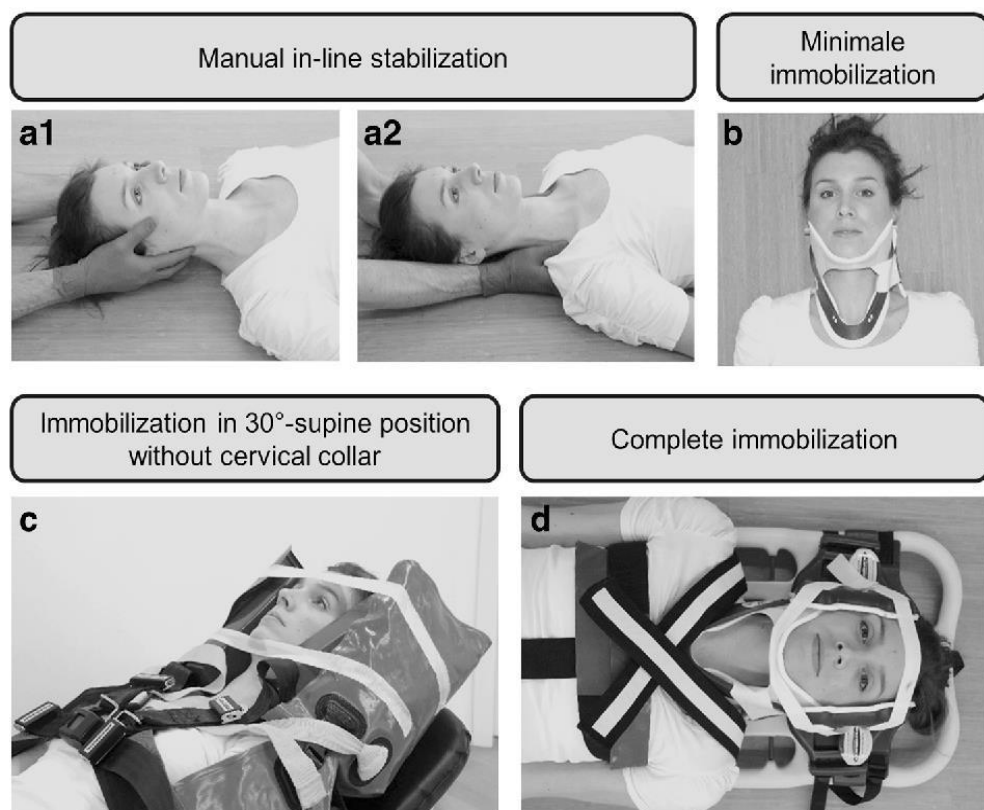 Manual in-line stabilization
Minimale
immobilization
a1
a2
b
Immobilization in 30°-supine position
without cervical collar
Complete immobilization
c
d